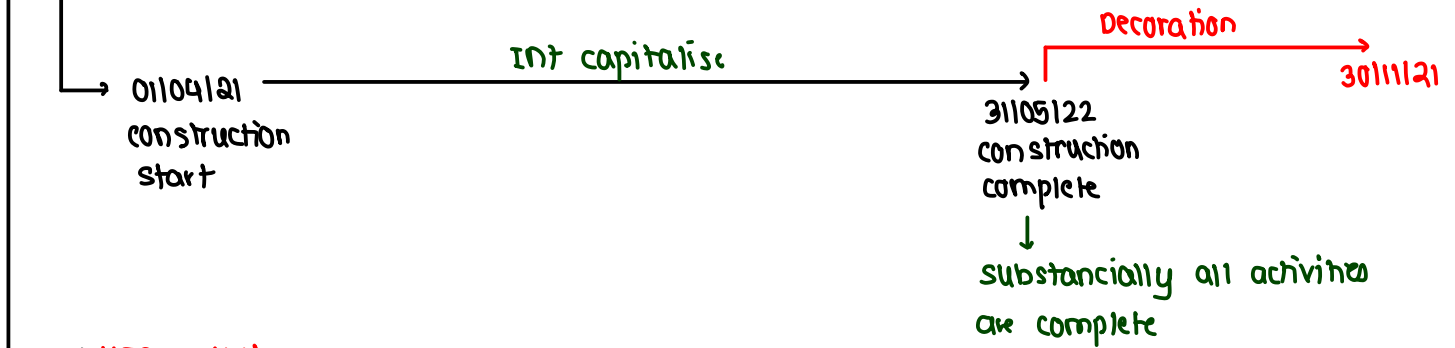 Decoration
Int capitalise
01/04/21
30/11/21
construction
start
31/05/22
construction
complete
substancially all activities
are complete